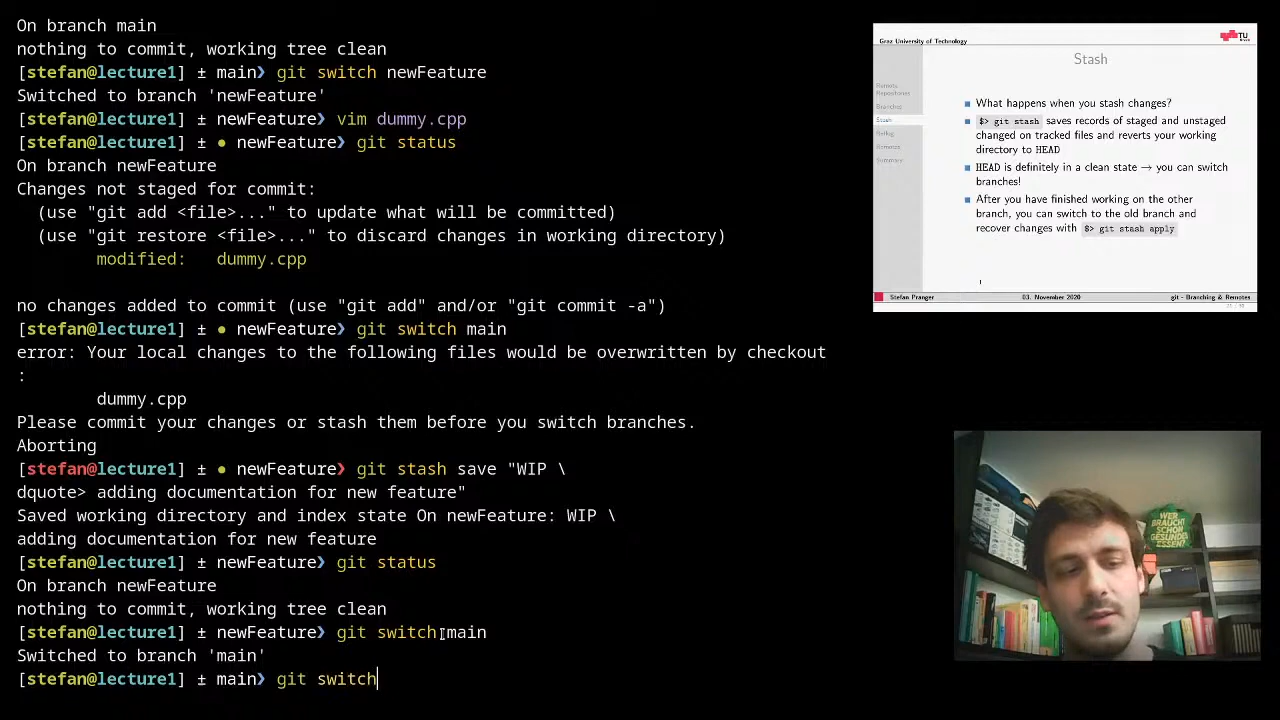 On branch main
nothing to commit, working tree clean
[stefan@lecture1] ± main❯ git switch newFeature
Switched to branch 'newFeature'
[stefan@lecture1] ± newFeature❯ vim dummy.cpp
[stefan@lecture1] ± ● newFeature❯ git status
On branch newFeature
Changes not staged for commit:
(use "git add <file>..." to update what will be committed)
(use "git restore <file>..." to discard changes in working directory)
modified: dummy.cpp
no changes added to commit (use "git add" and/or "git commit -a")
[stefan@lecture1] ± ● newFeature❯ git switch main
error: Your local changes to the following files would be overwritten by checkout
:
dummy.cpp
Please commit your changes or stash them before you switch branches.
Aborting
[stefan@lecture1] ± ● newFeature❯ git stash save "WIP \
dquote> adding documentation for new feature"
Saved working directory and index state On newFeature: WIP \
adding documentation for new feature
[stefan@lecture1] ± newFeature❯ git status
On branch newFeature
nothing to commit, working tree clean
[stefan@lecture1] ± newFeature❯ git switch main
Switched to branch 'main'
[stefan@lecture1] ± main❯ git switch
Graz University of Technology
TU
Stash
Remote
Repositories
Branches
Stash
Reflog
Summary
What happens when you stash changes?
$> git stash saves records of staged and unstaged
changed on tracked files and reverts your working
directory to HEAD
HEAD is definitely in a clean state → you can switch
branches!
After you have finished working on the other
branch, you can switch to the old branch and
recover changes with $> git stash apply
Stefan Pranger
03. November 2020
git - Branching & Remotes
WER
BRAUCHT
SCHON
GESUNDES
ESSEN?